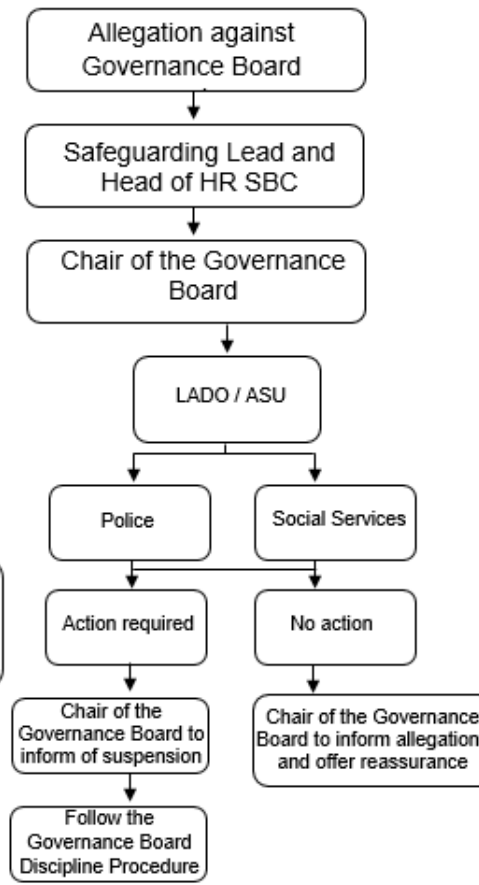 Allegation against
Governance Board
Safeguarding Lead and
Head of HR SBC
Chair of the Governance
Board
LADO / ASU
Police
Social Services
Action required
No action
Chair of the
Governance Board to
inform of suspension
Chair of the Governance
Board to inform allegation
and offer reassurance
Follow the
Governance Board
Discipline Procedure